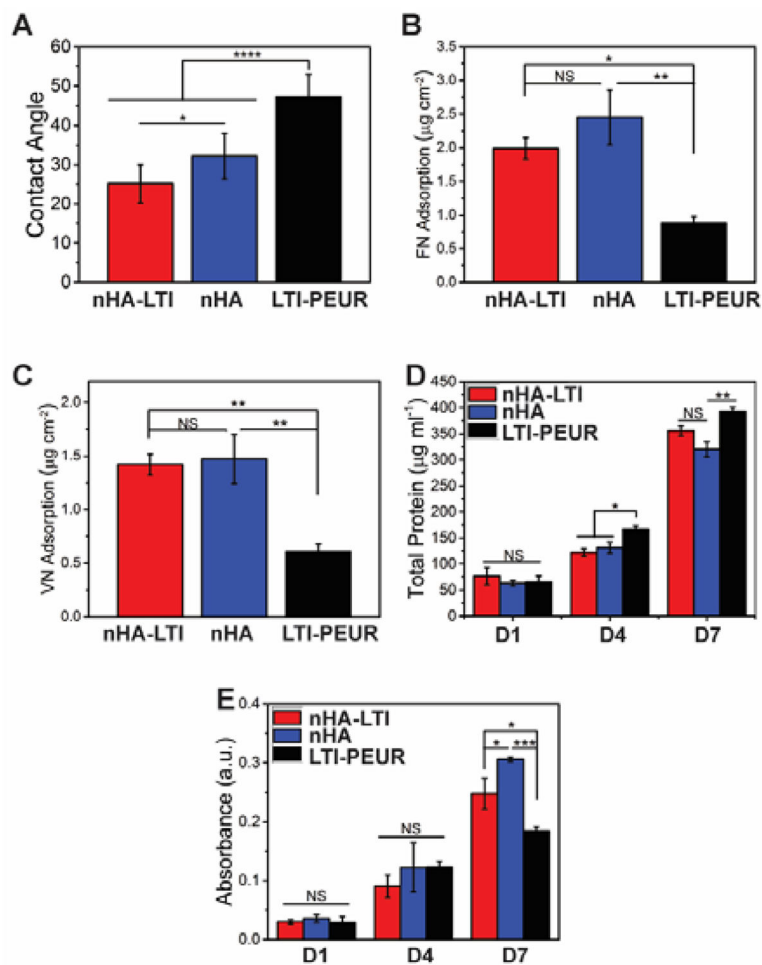 A
Contact Angle
60
50
40
30
20
10
0
****
*
nHA-LTI nHA LTI-PEUR
B
FN Adsorption (µg cm-2)
3.5
3.0
2.5
2.0
1.5
1.0
0.5
0.0
*
NS **
nHA-LTI nHA LTI-PEUR
C
VN Adsorption (µg cm-2)
2.0
1.5
1.0
0.5
0.0
**
NS **
nHA-LTI nHA LTI-PEUR
D
Total Protein (µg ml-1)
450
400
350
300
250
200
150
100
50
0
nHA-LTI
nHA
LTI-PEUR
NS
*
NS **
D1 D4 D7
E
Absorbance (a.u.)
0.4
0.3
0.2
0.1
0.0
nHA-LTI
nHA
LTI-PEUR
NS
NS
*
* ***
D1 D4 D7